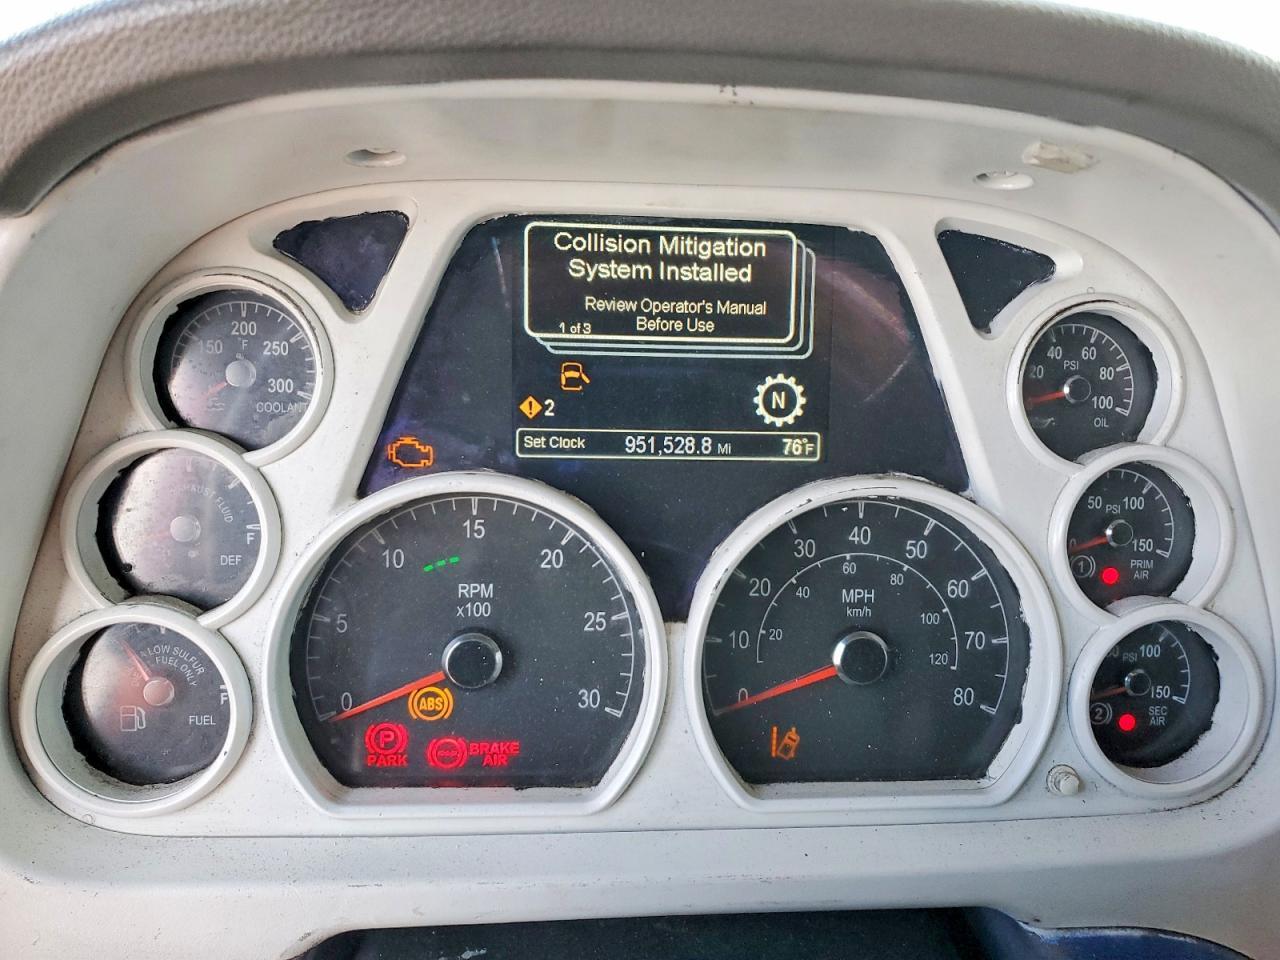 Collision Mitigation
System Installed
Review Operator's Manual
1 of 3 Before Use
2
N
Set Clock 951,528.8 Mi 76°F
150 200 250 300
°F
COOLANT
EXHAUST FLUID
F
DEF
LOW SULFUR
FUEL ONLY
F
FUEL
0 5 10 15 20 25 30
RPM
x100
ABS
P
PARK
BRAKE
AIR
0 10 20 30 40 50 60 70 80
MPH
km/h
20 40 60 80 100 120
20 40 60 80 100
PSI
OIL
0 50 100 150
PSI
1
PRIM
AIR
100 150
PSI
2
SEC
AIR